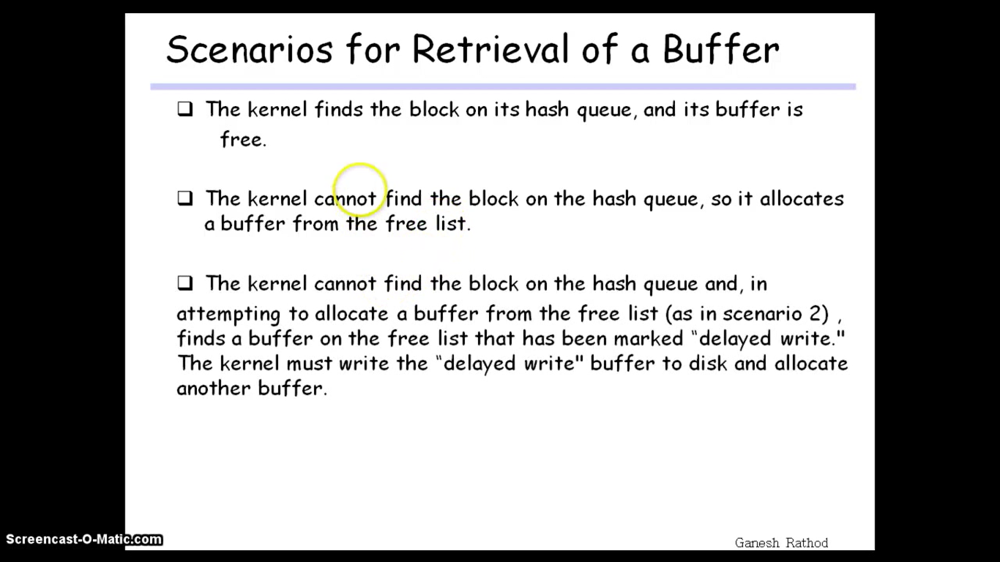 Scenarios for Retrieval of a Buffer
❑ The kernel finds the block on its hash queue, and its buffer is
free.
❑ The kernel cannot find the block on the hash queue, so it allocates
a buffer from the free list.
❑ The kernel cannot find the block on the hash queue and, in
attempting to allocate a buffer from the free list (as in scenario 2) ,
finds a buffer on the free list that has been marked “delayed write."
The kernel must write the “delayed write" buffer to disk and allocate
another buffer.
Screencast-O-Matic.com
Ganesh Rathod